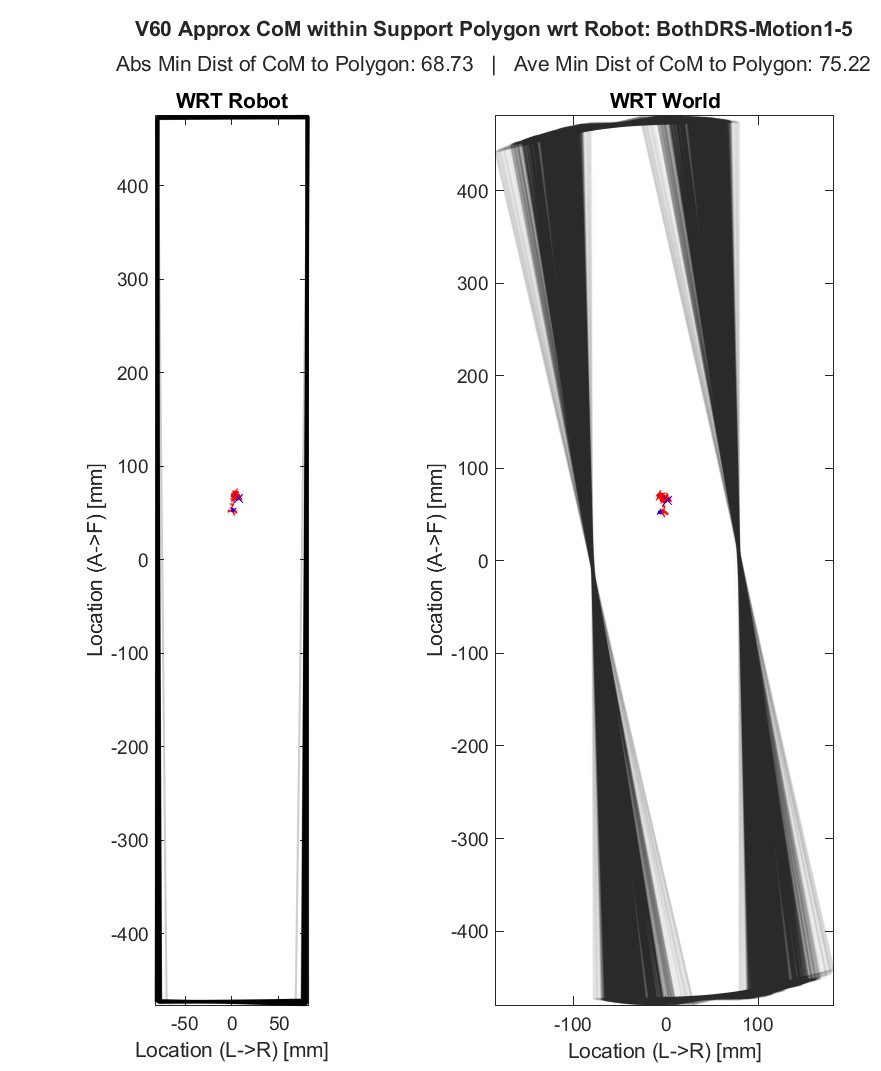 V60 Approx CoM within Support Polygon wrt Robot: BothDRS-Motion1-5
Abs Min Dist of CoM to Polygon: 68.73 | Ave Min Dist of CoM to Polygon: 75.22
WRT Robot
400
300
200
100
0
-100
-200
-300
-400
Location (A->F) [mm]
-50 0 50
Location (L->R) [mm]
WRT World
400
300
200
100
0
-100
-200
-300
-400
Location (A->F) [mm]
-100 0 100
Location (L->R) [mm]